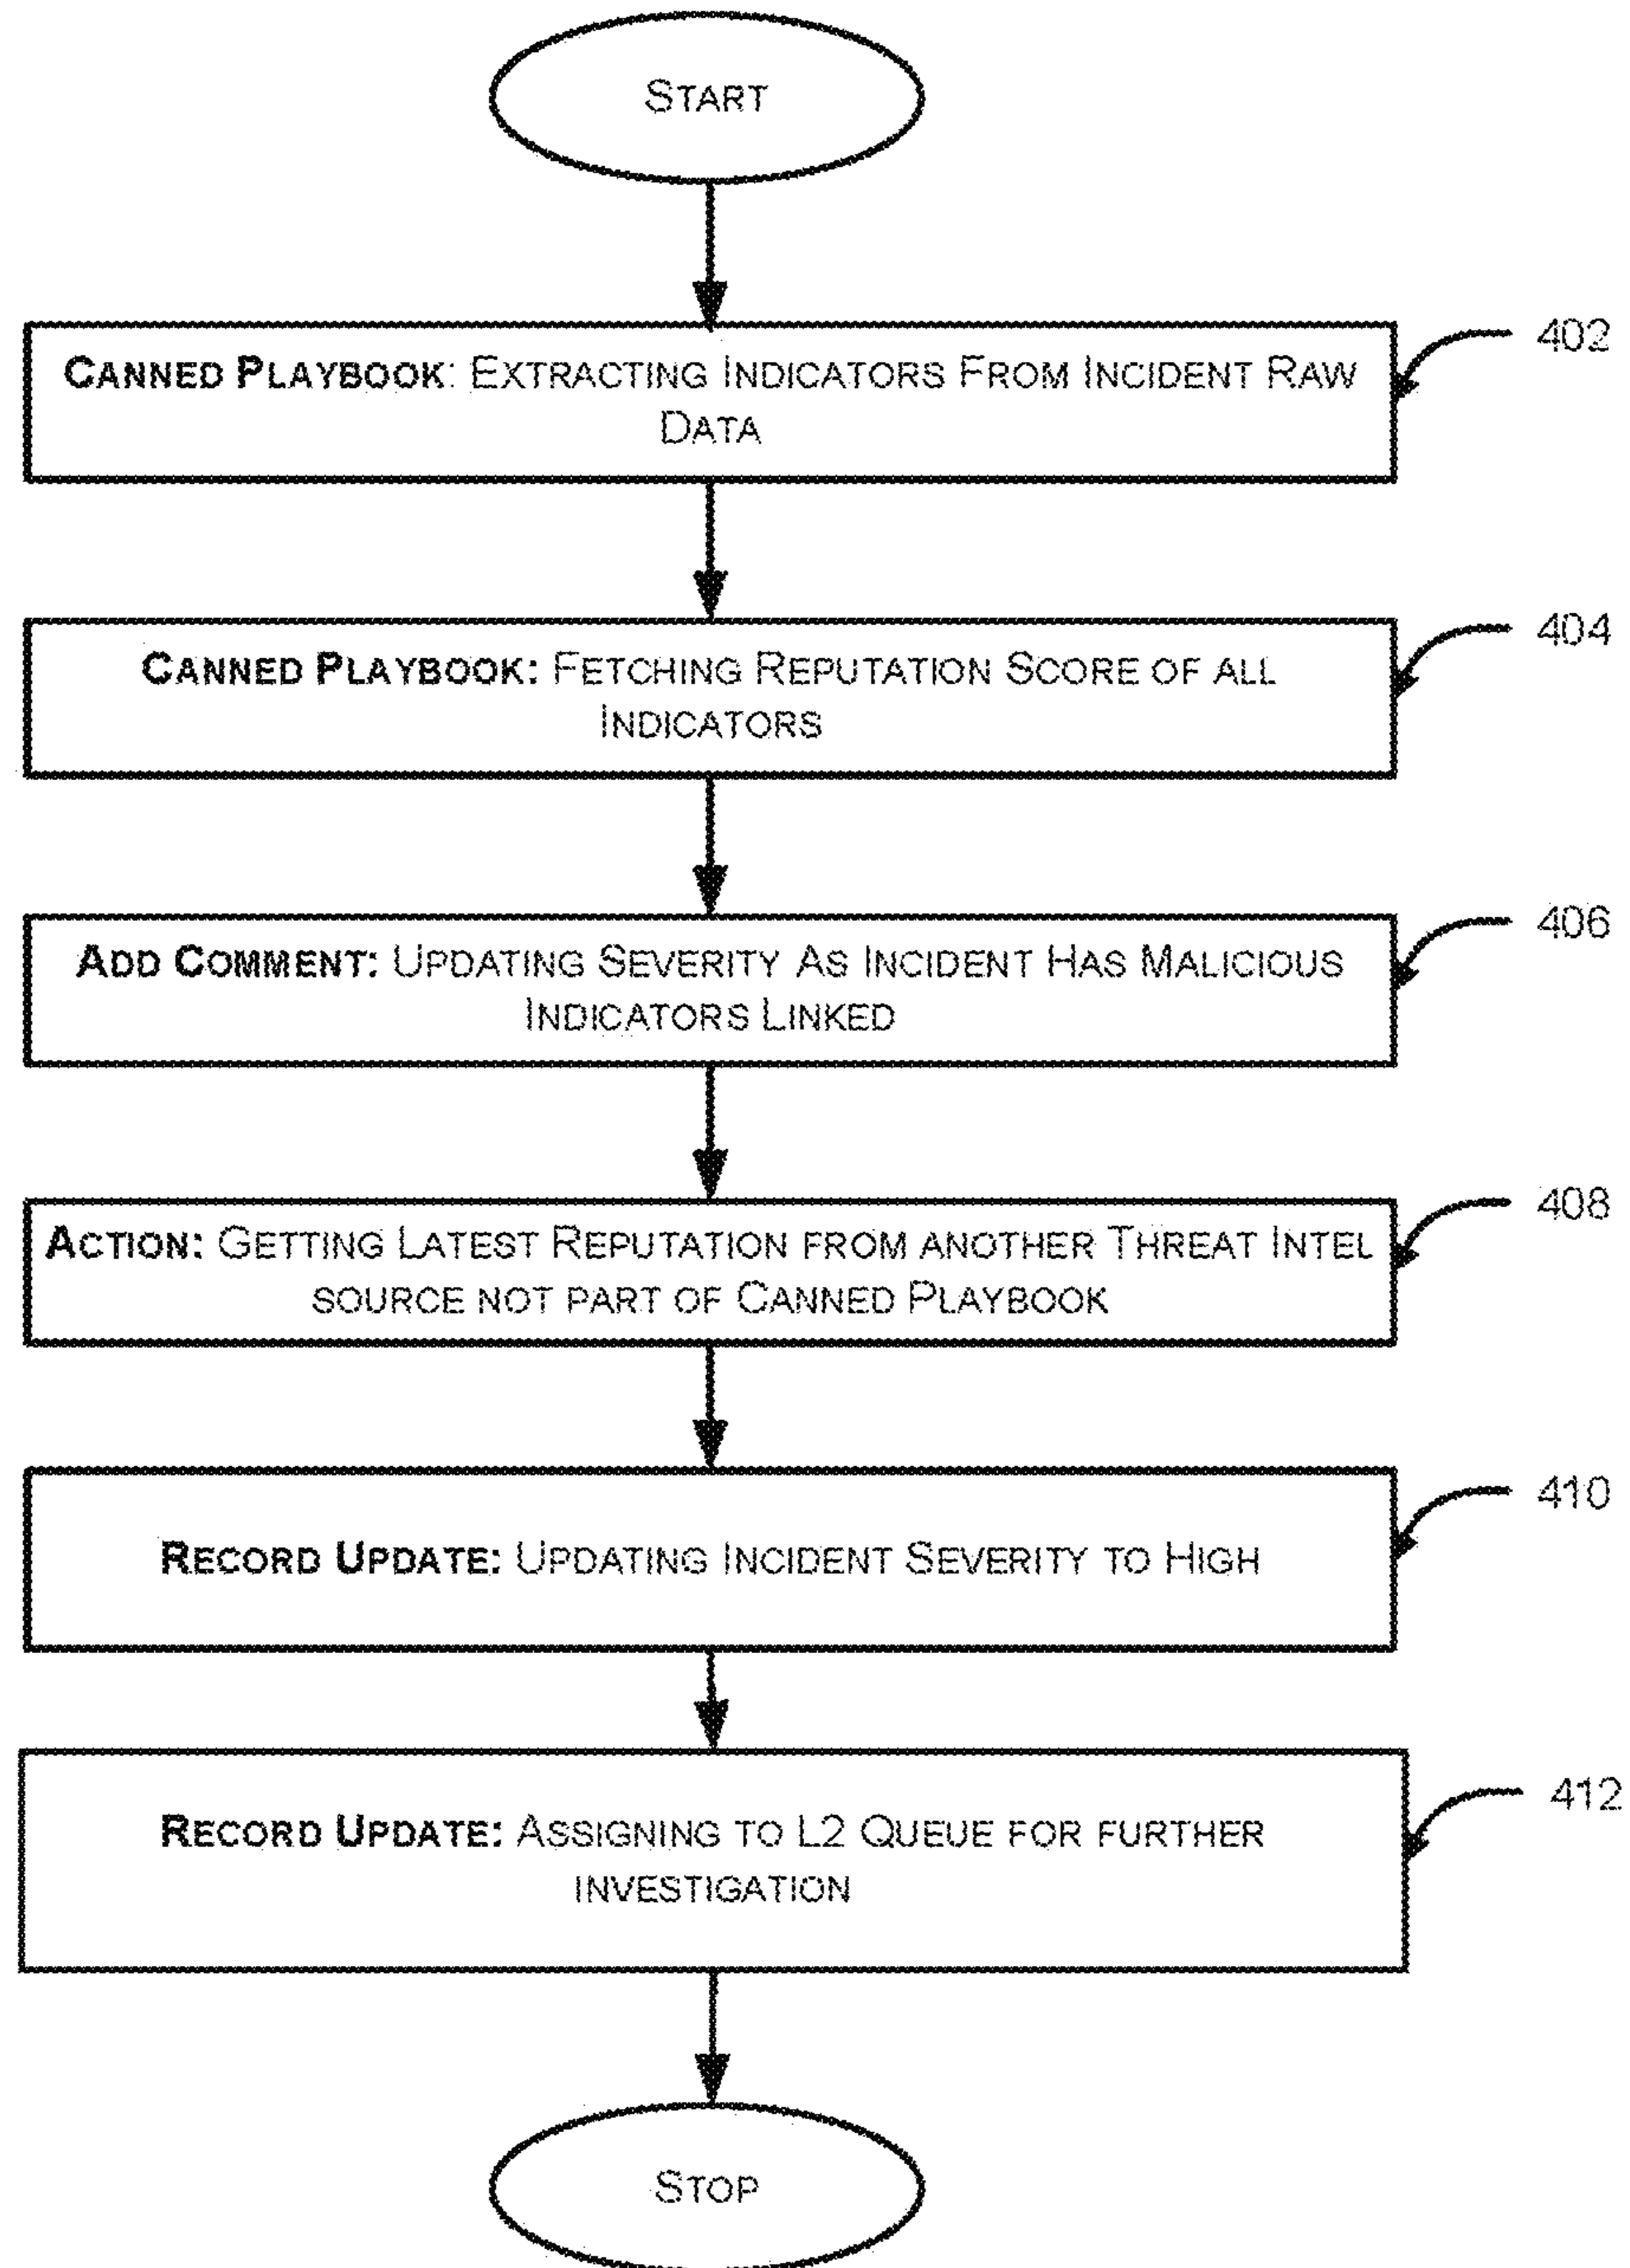 START
CANNED PLAYBOOK: EXTRACTING INDICATORS FROM INCIDENT RAW
DATA
402
CANNED PLAYBOOK: FETCHING REPUTATION SCORE OF ALL
INDICATORS
404
ADD COMMENT: UPDATING SEVERITY AS INCIDENT HAS MALICIOUS
INDICATORS LINKED
406
ACTION: GETTING LATEST REPUTATION FROM ANOTHER THREAT INTEL
SOURCE NOT PART OF CANNED PLAYBOOK
408
RECORD UPDATE: UPDATING INCIDENT SEVERITY TO HIGH
410
RECORD UPDATE: ASSIGNING TO L2 QUEUE FOR FURTHER
INVESTIGATION
412
STOP